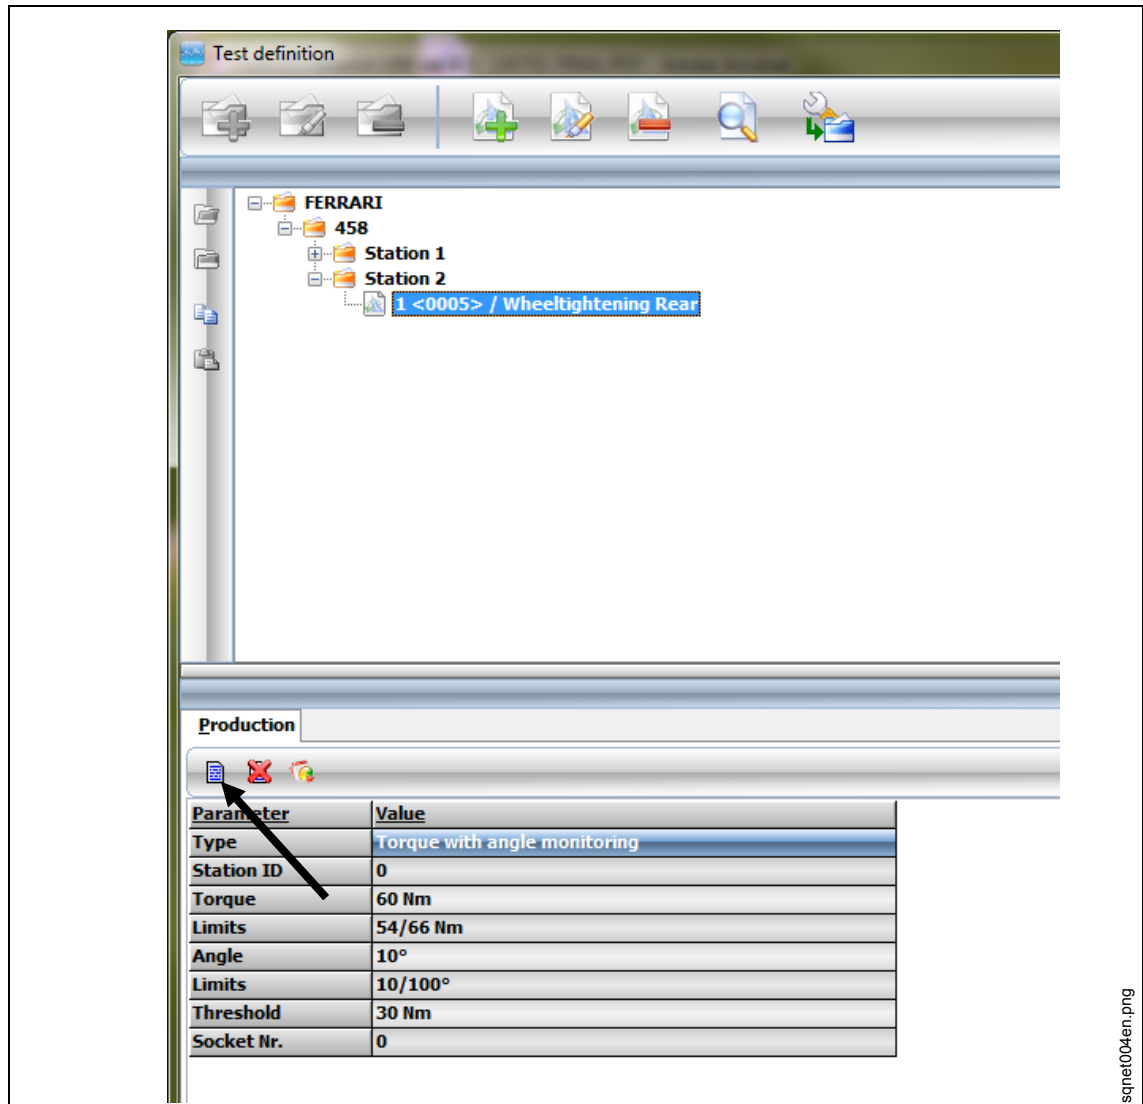 Test definition
FERRARI
458
Station 1
Station 2
1 <0005> / Wheeltightening Rear
Production
Parameter Value
Type Torque with angle monitoring
Station ID 0
Torque 60 Nm
Limits 54/66 Nm
Angle 10°
Limits 10/100°
Threshold 30 Nm
Socket Nr. 0
sqnet004en.png